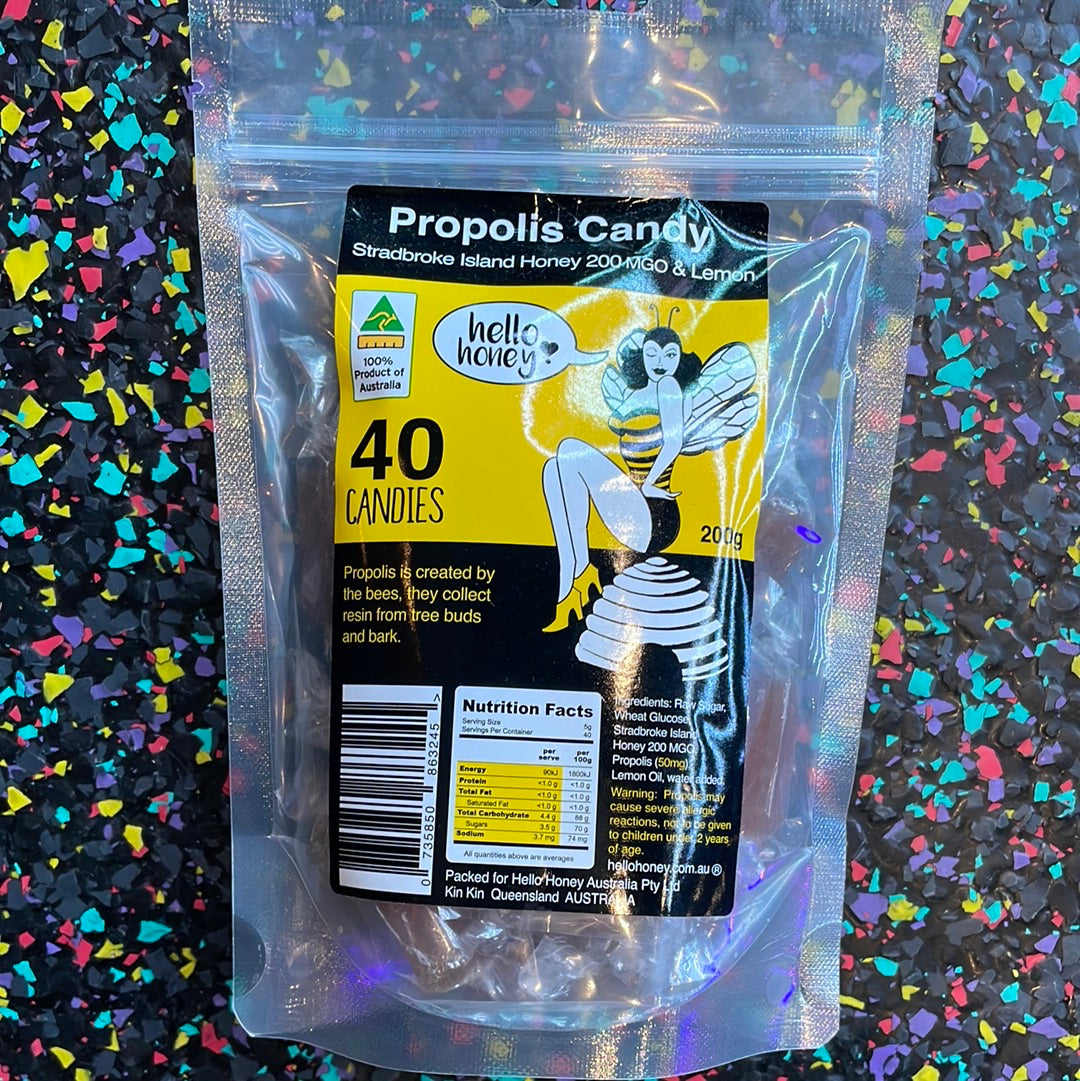 Propolis Candy
Stradbroke Island Honey 200 MGO & Lemon
hello
honey
100%
Product of
Australia
40
CANDIES
200g
Propolis is created by
the bees, they collect
resin from tree buds
and bark.
0 735850 863245 >
Nutrition Facts
Serving Size 5g
Servings Per Container 40
per serve per 100g
Energy 90kJ 1800kJ
Protein <1.0 g <1.0 g
Total Fat <1.0 g <1.0 g
Saturated Fat <1.0 g <1.0 g
Total Carbohydrate 4.4 g 88 g
Sugars 3.5 g 70 g
Sodium 3.7 mg 74 mg
All quantities above are averages
Ingredients: Raw Sugar,
Wheat Glucose,
Stradbroke Island
Honey 200 MGO,
Propolis (50mg),
Lemon Oil, water added.
Warning: Propolis may
cause severe allergic
reactions, not to be given
to children under 2 years
of age.
hellohoney.com.au ®
Packed for Hello Honey Australia Pty Ltd
Kin Kin Queensland AUSTRALIA